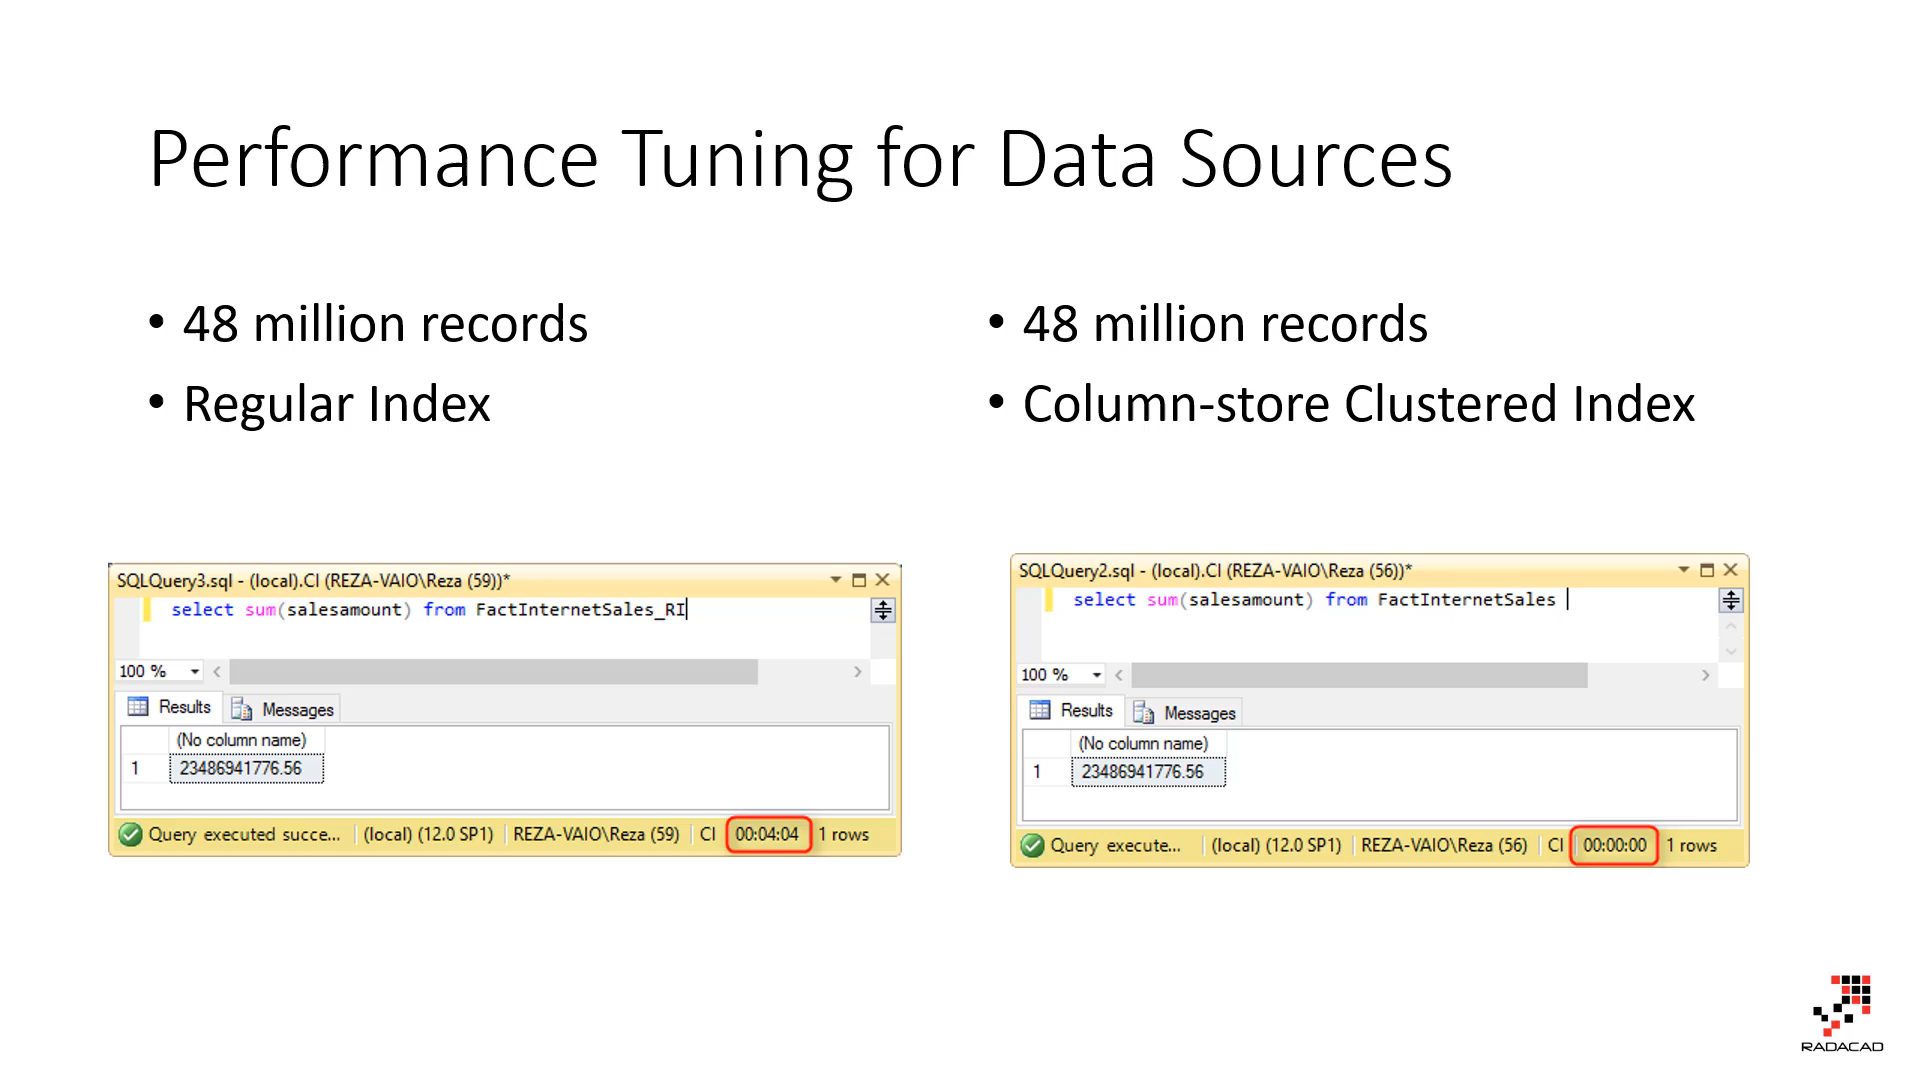 Performance Tuning for Data Sources
• 48 million records
• Regular Index
• 48 million records
• Column-store Clustered Index
SQLQuery3.sql - (local).CI (REZA-VAIO\Reza (59))*
select sum(salesamount) from FactInternetSales_RI
100 %
Results Messages
(No column name)
1 23486941776.56
Query executed succe... (local) (12.0 SP1) REZA-VAIO\Reza (59) CI 00:04:04 1 rows
SQLQuery2.sql - (local).CI (REZA-VAIO\Reza (56))*
select sum(salesamount) from FactInternetSales
100 %
Results Messages
(No column name)
1 23486941776.56
Query execute... (local) (12.0 SP1) REZA-VAIO\Reza (56) CI 00:00:00 1 rows
RADACAD